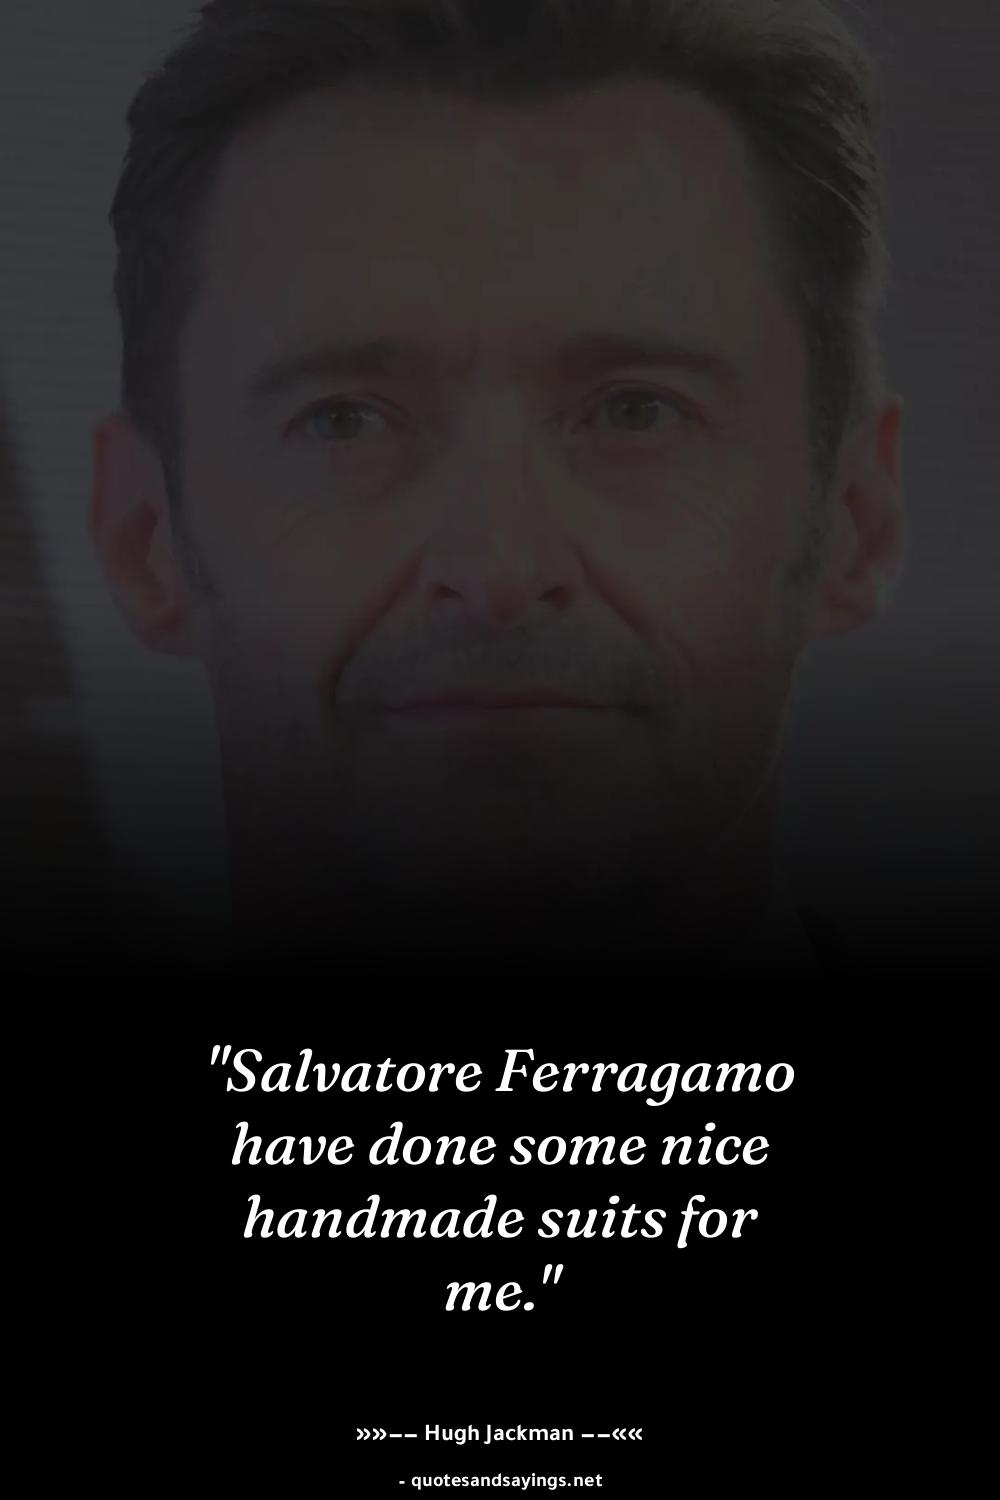 "Salvatore Ferragamo
have done some nice
handmade suits for
me."
»»–– Hugh Jackman ––««
- quotesandsayings.net